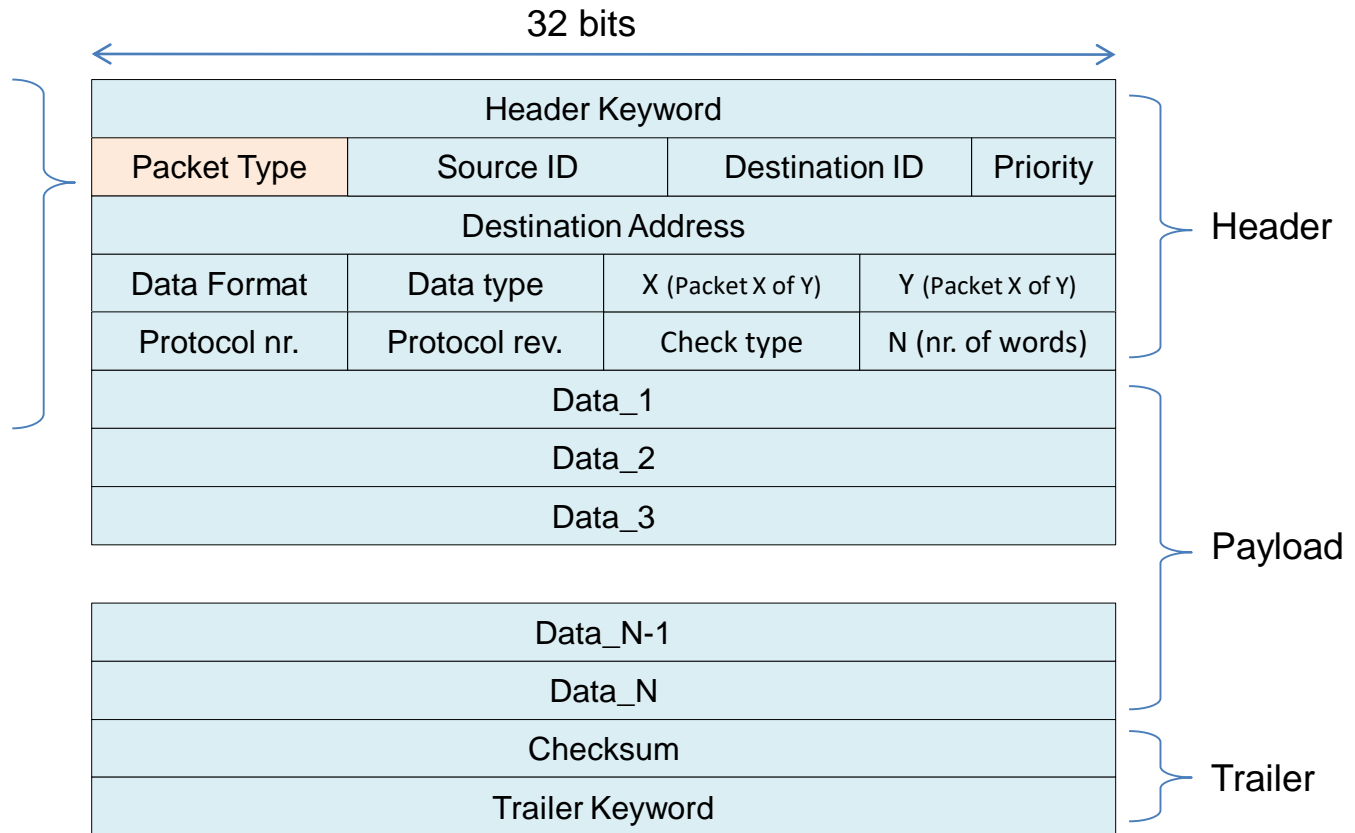 32 bits
Header Keyword
Packet Type Source ID Destination ID Priority
Destination Address
Header
Data Format Data type X (Packet X of Y) Y (Packet X of Y)
Protocol nr. Protocol rev. Check type N (nr. of words)
Data_1
Data_2
Data_3
Payload
Data_N-1
Data_N
Checksum
Trailer
Trailer Keyword